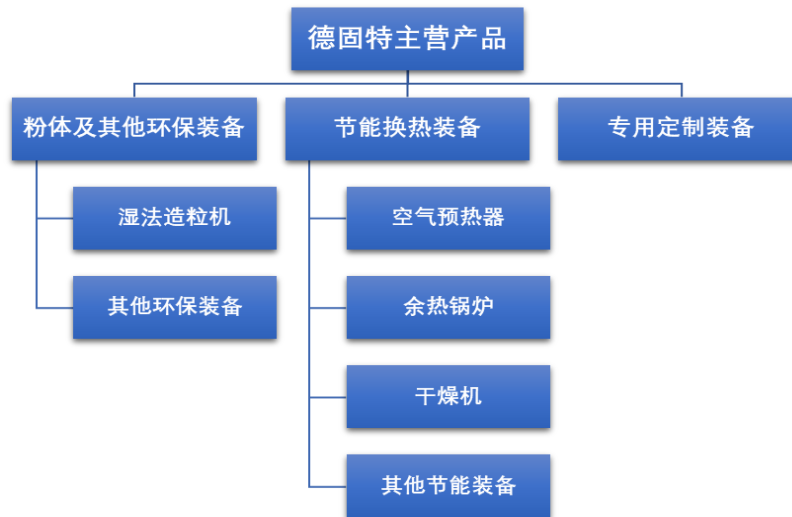 德固特主营产品
粉体及其他环保装备
节能换热装备
专用定制装备
湿法造粒机
空气预热器
其他环保装备
余热锅炉
干燥机
其他节能装备